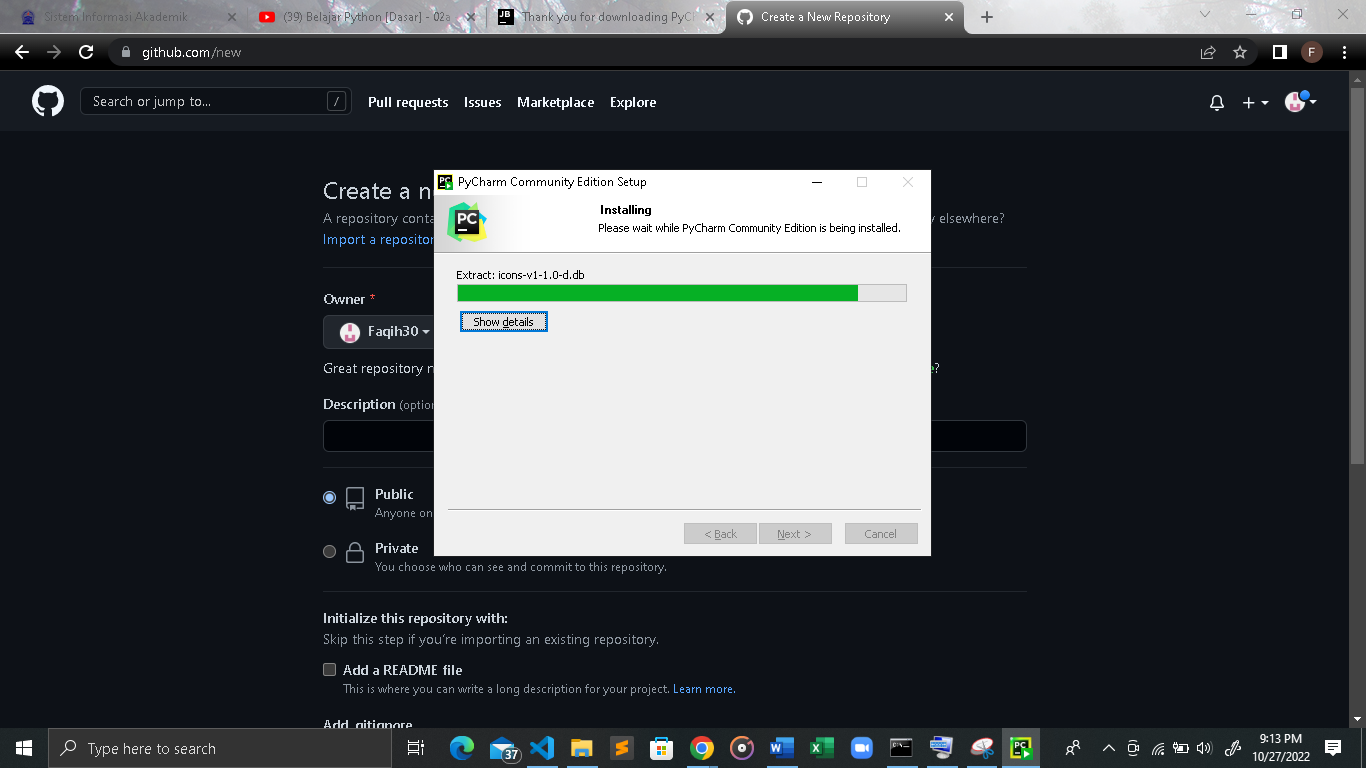 Sistem Informasi Akademik
(39) Belajar Python [Dasar] - 02a
JB
Thank you for downloading PyCh
Create a New Repository
github.com/new
F
Search or jump to...
/
Pull requests
Issues
Marketplace
Explore
Create a n
A repository conta
y elsewhere?
Import a repositor
Owner *
Faqih30
Great repository n
e?
Description (option
Public
Anyone on
Private
You choose who can see and commit to this repository.
Initialize this repository with:
Skip this step if you're importing an existing repository.
Add a README file
This is where you can write a long description for your project. Learn more.
Add .gitignore
PC
PyCharm Community Edition Setup
PC
Installing
Please wait while PyCharm Community Edition is being installed.
Extract: icons-v1-1.0-d.db
Show details
< Back
Next >
Cancel
Type here to search
37
PC
9:13 PM
10/27/2022